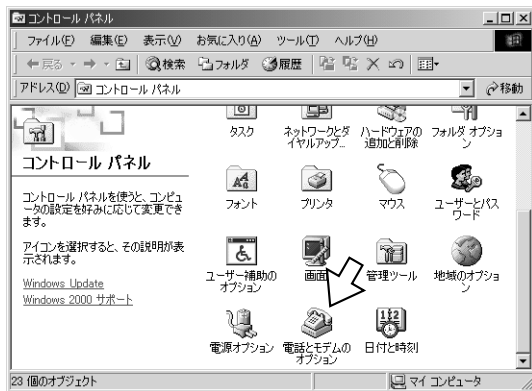 コントロール パネル
ファイル(F) 編集(E) 表示(V) お気に入り(A) ツール(T) ヘルプ(H)
戻る 検索 フォルダ 履歴
アドレス(D) コントロール パネル 移動
コントロール パネル
コントロール パネルを使うと、コンピュ
ータの設定を好みに応じて変更でき
ます。
アイコンを選択すると、その説明が表
示されます。
Windows Update
Windows 2000 サポート
タスク ネットワークとダ ハードウェアの フォルダ オプショ
イヤルアップ... 追加と削除 ン
フォント プリンタ マウス ユーザーとパス
ワード
ユーザー補助の 画面 管理ツール 地域のオプショ
オプション ン
電源オプション 電話とモデムの 日付と時刻
オプション
23 個のオブジェクト マイ コンピュータ